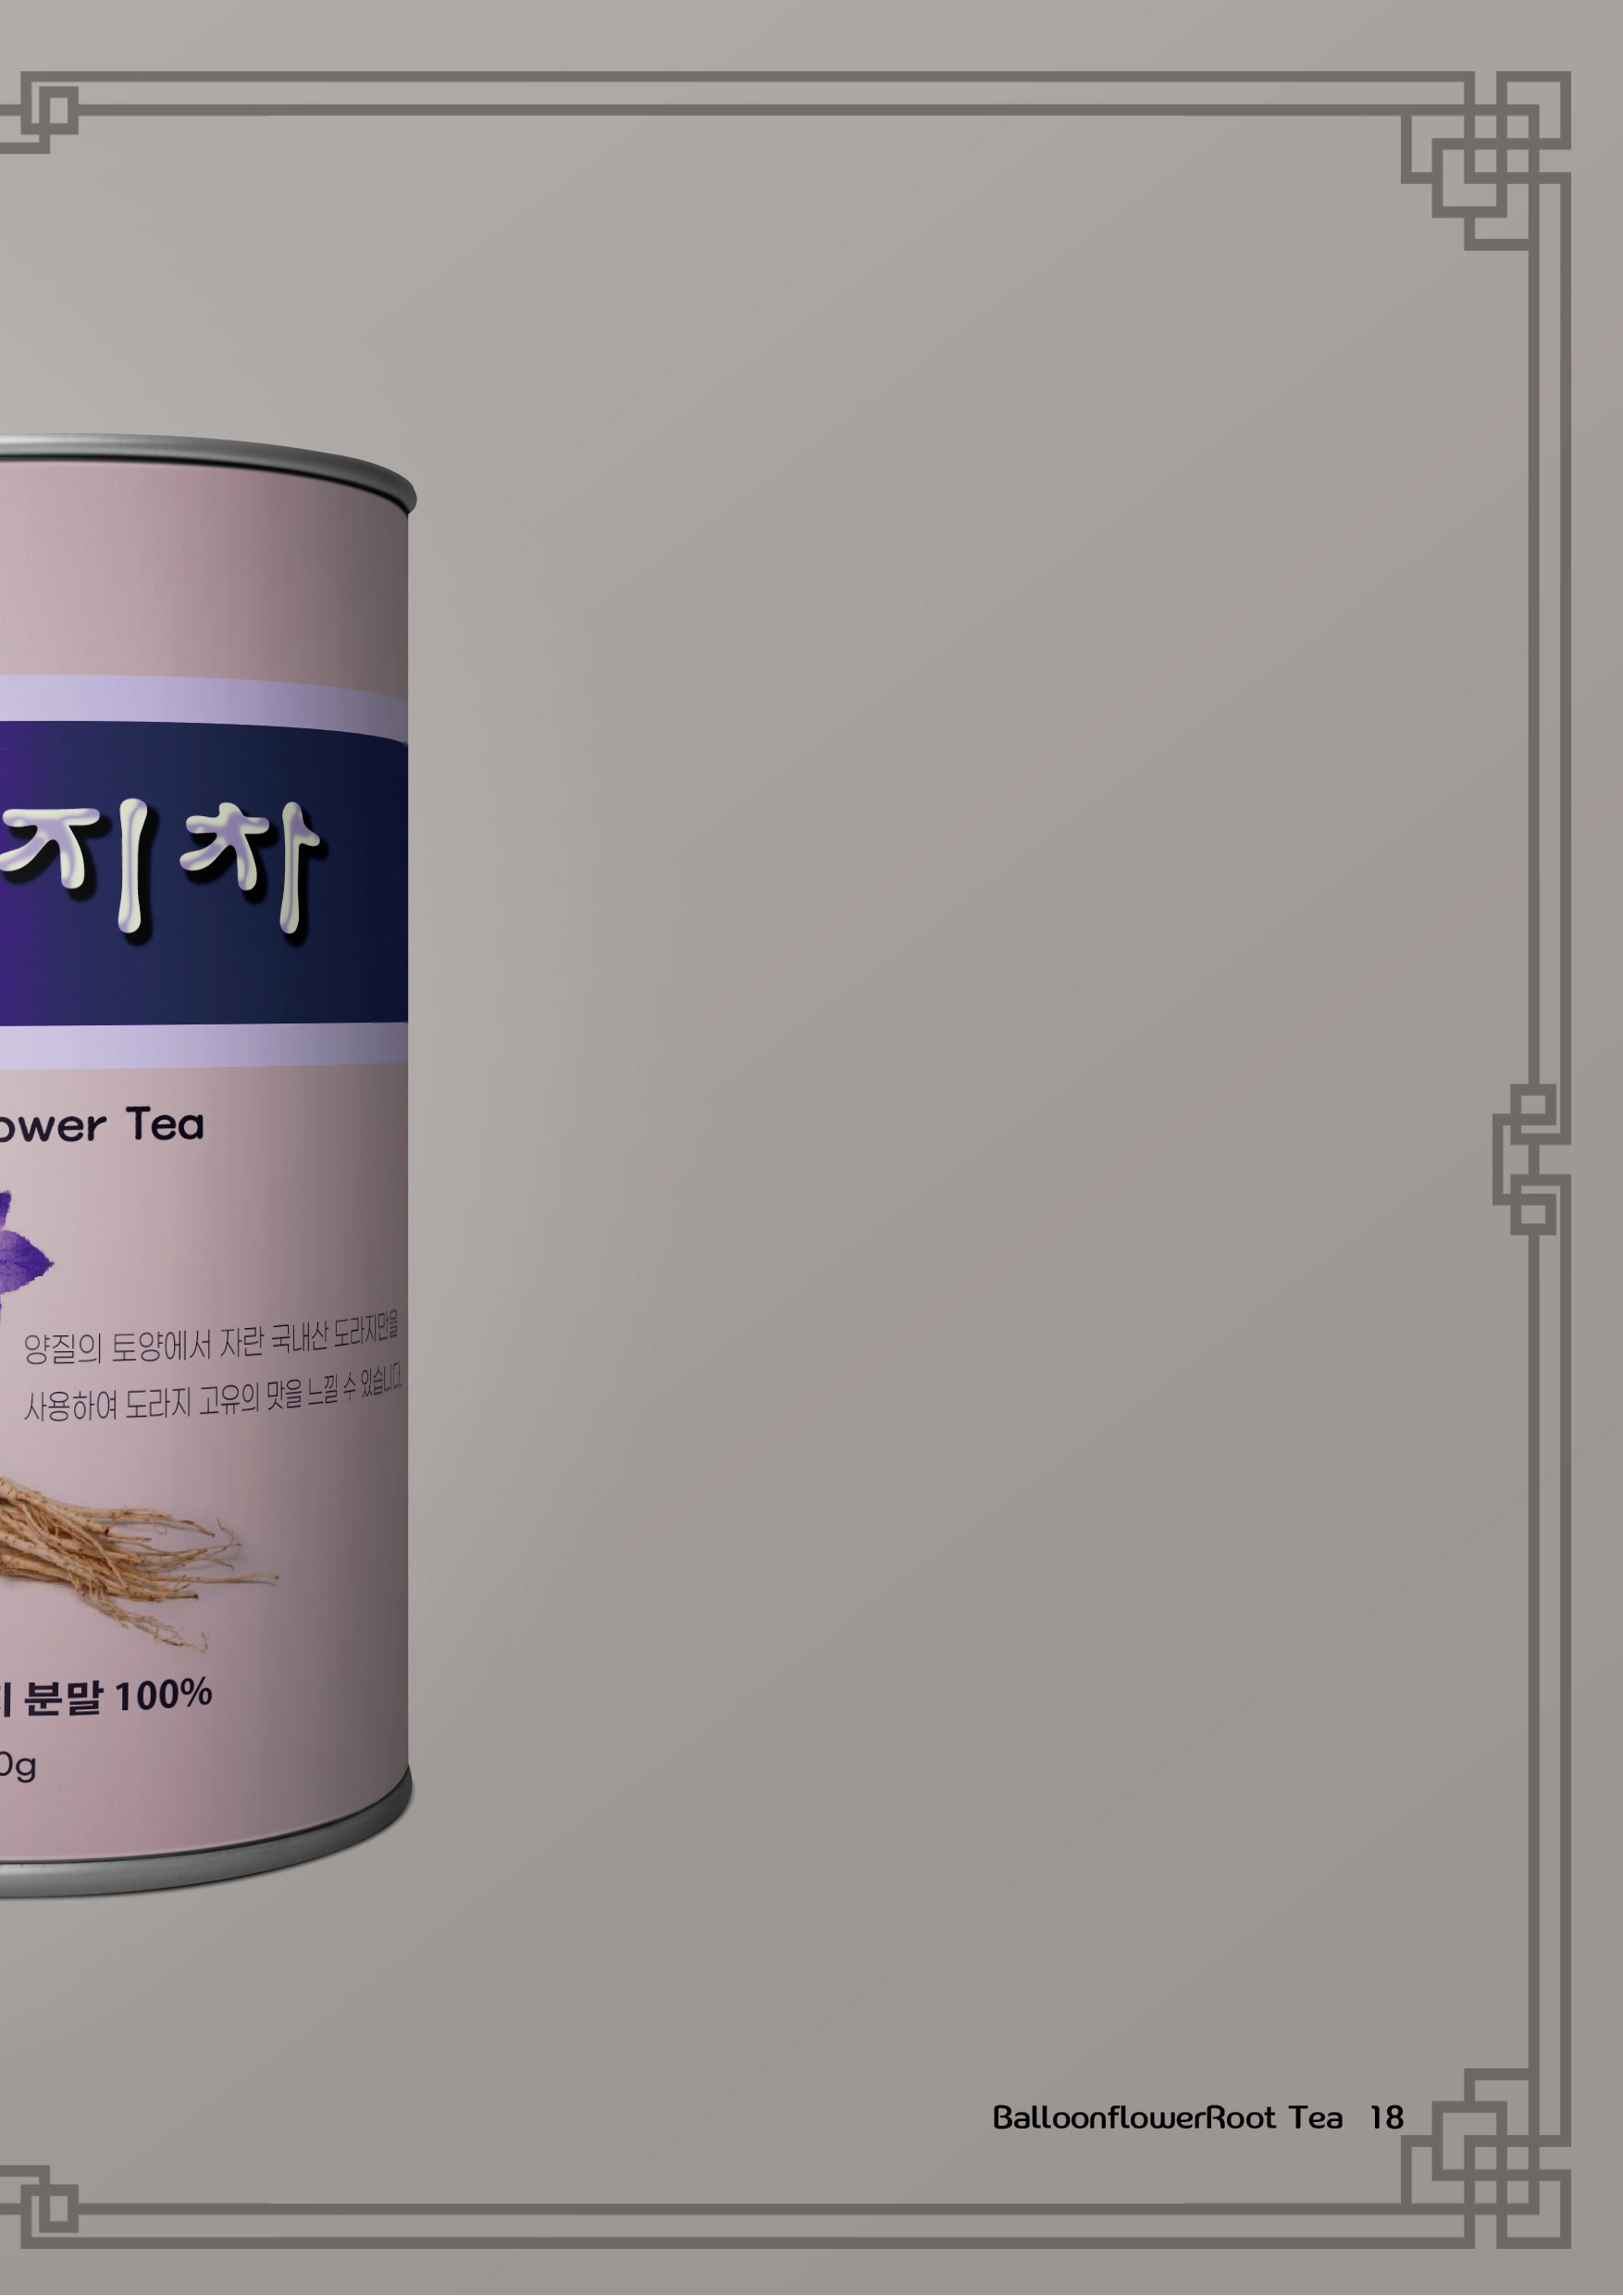 지차
ower Tea
양질의 토양에서 자란 국내산 도라지만을
사용하여 도라지 고유의 맛을 느낄 수 있습니다.
분말 100%
0g
BalloonflowerRoot Tea 18